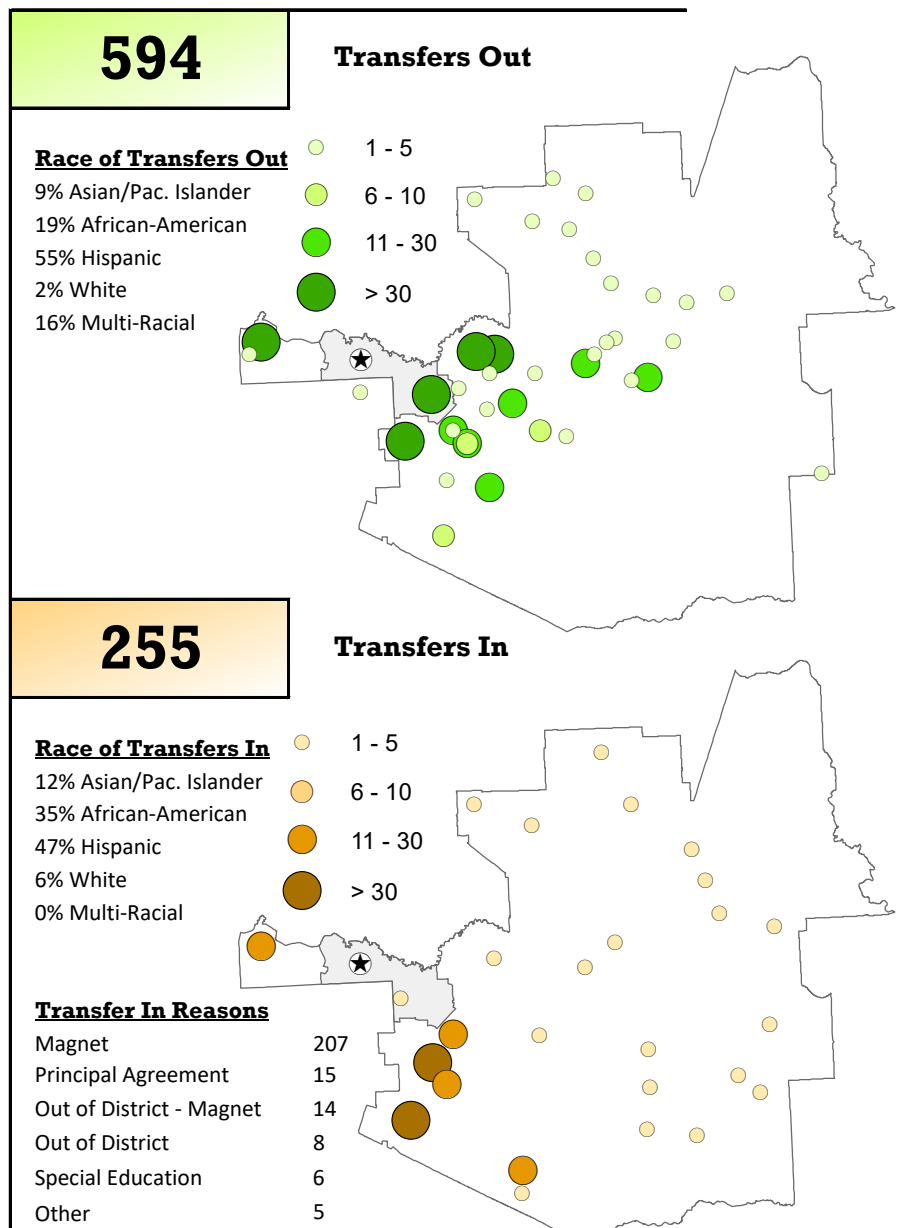 594
Transfers Out
Race of Transfers Out
9% Asian/Pac. Islander
19% African-American
55% Hispanic
2% White
16% Multi-Racial
1 - 5
6 - 10
11 - 30
> 30
255
Transfers In
Race of Transfers In
12% Asian/Pac. Islander
35% African-American
47% Hispanic
6% White
0% Multi-Racial
1 - 5
6 - 10
11 - 30
> 30
Transfer In Reasons
Magnet 207
Principal Agreement 15
Out of District - Magnet 14
Out of District 8
Special Education 6
Other 5